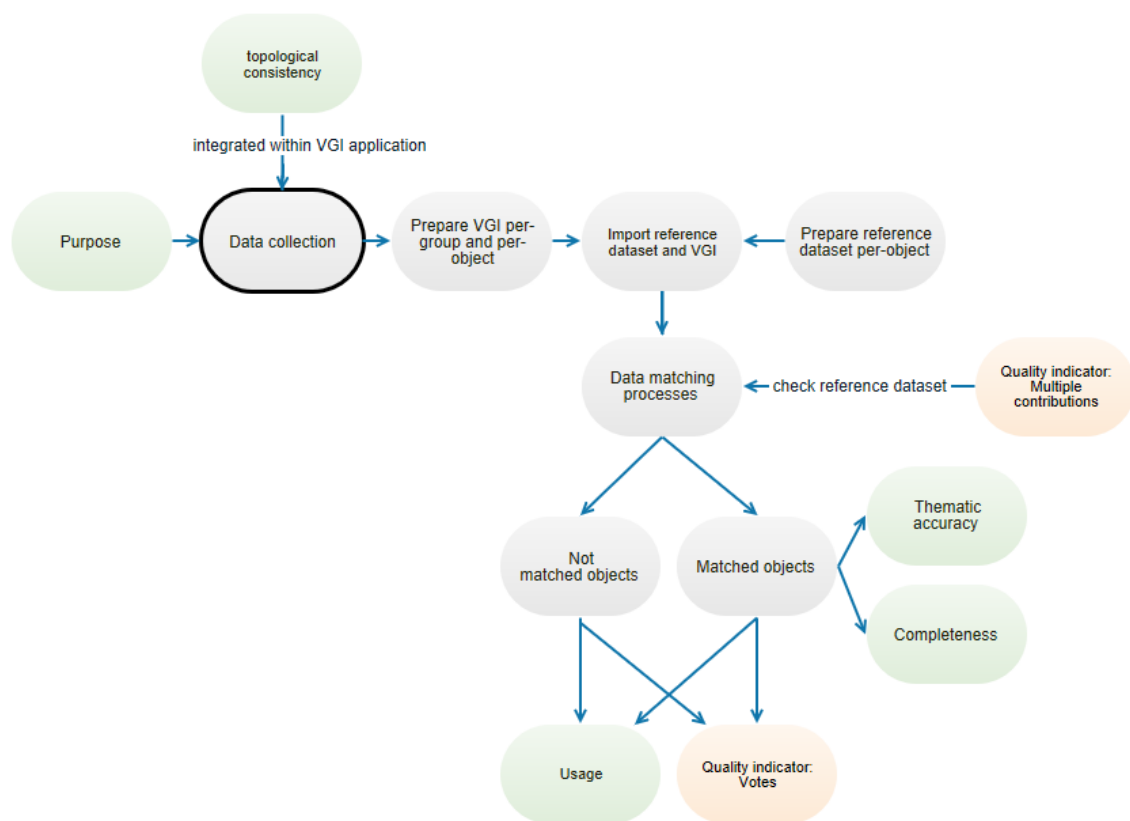 topological
consistency
integrated within VGI application
Purpose
Data collection
Prepare VGI per-
group and per-
object
Import reference
dataset and VGI
Prepare reference
dataset per-object
Data matching
processes
check reference dataset
Quality indicator:
Multiple
contributions
Thematic
accuracy
Not
matched objects
Matched objects
Completeness
Usage
Quality indicator:
Votes